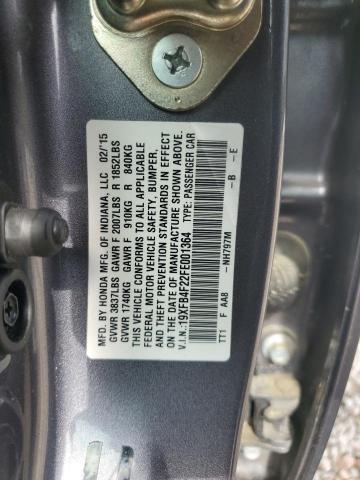 MFD. BY HONDA MFG. OF INDIANA, LLC 02/15
GVWR 3837LBS GAWR F 2007LBS R 1852LBS
GVWR 1740KG GAWR F 910KG R 840KG
THIS VEHICLE CONFORMS TO ALL APPLICABLE
FEDERAL MOTOR VEHICLE SAFETY, BUMPER,
AND THEFT PREVENTION STANDARDS IN EFFECT
ON THE DATE OF MANUFACTURE SHOWN ABOVE.
V.I.N.:19XFB4F22FE001364 TYPE: PASSENGER CAR
TT1 F AA8 –NH797M –B –E